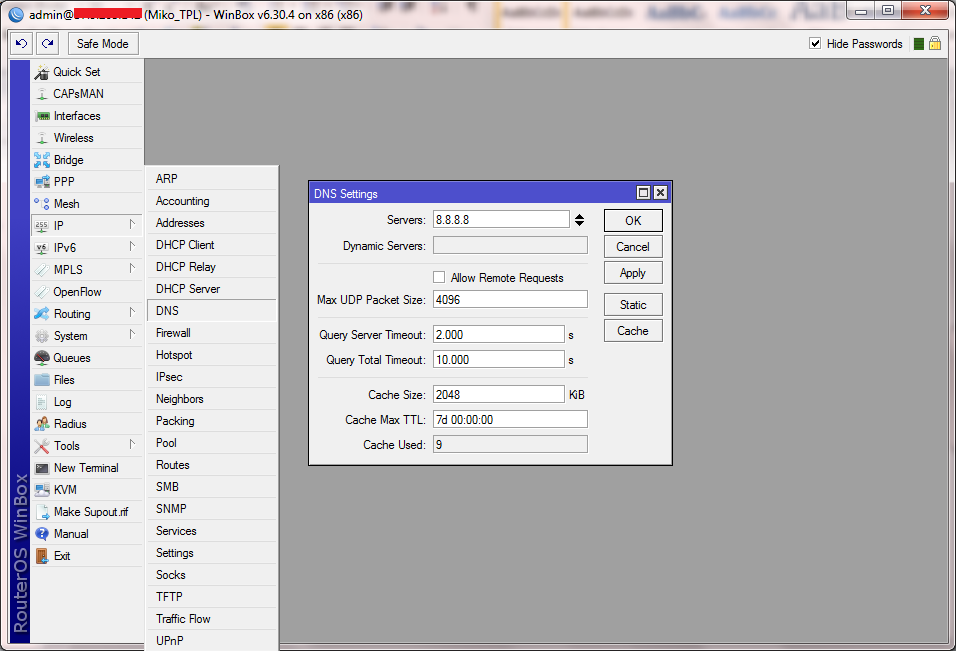 admin@ (Miko_TPL) - WinBox v6.30.4 on x86 (x86)
Safe Mode
Hide Passwords
Quick Set
CAPsMAN
Interfaces
Wireless
Bridge
PPP
Mesh
IP
IPv6
MPLS
OpenFlow
Routing
System
Queues
Files
Log
Radius
Tools
New Terminal
KVM
Make Supout.rif
Manual
Exit
RouterOS WinBox
ARP
Accounting
Addresses
DHCP Client
DHCP Relay
DHCP Server
DNS
Firewall
Hotspot
IPsec
Neighbors
Packing
Pool
Routes
SMB
SNMP
Services
Settings
Socks
TFTP
Traffic Flow
UPnP
DNS Settings
Servers: 8.8.8.8
Dynamic Servers:
Allow Remote Requests
Max UDP Packet Size: 4096
Query Server Timeout: 2.000 s
Query Total Timeout: 10.000 s
Cache Size: 2048 KiB
Cache Max TTL: 7d 00:00:00
Cache Used: 9
OK
Cancel
Apply
Static
Cache